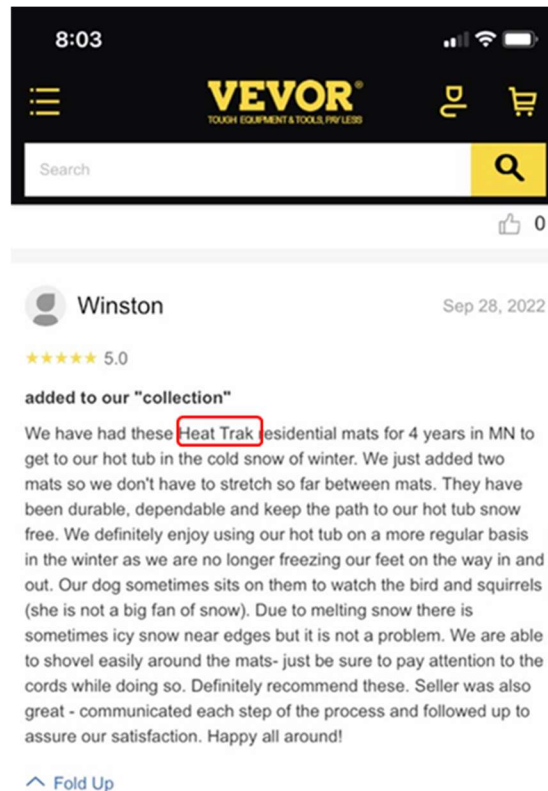 8:03
VEVOR®
TOUGH EQUIPMENT & TOOLS, PAY LESS
Search
0
Winston
Sep 28, 2022
5.0
added to our "collection"
We have had these Heat Trak residential mats for 4 years in MN to
get to our hot tub in the cold snow of winter. We just added two
mats so we don't have to stretch so far between mats. They have
been durable, dependable and keep the path to our hot tub snow
free. We definitely enjoy using our hot tub on a more regular basis
in the winter as we are no longer freezing our feet on the way in and
out. Our dog sometimes sits on them to watch the bird and squirrels
(she is not a big fan of snow). Due to melting snow there is
sometimes icy snow near edges but it is not a problem. We are able
to shovel easily around the mats- just be sure to pay attention to the
cords while doing so. Definitely recommend these. Seller was also
great - communicated each step of the process and followed up to
assure our satisfaction. Happy all around!
Fold Up